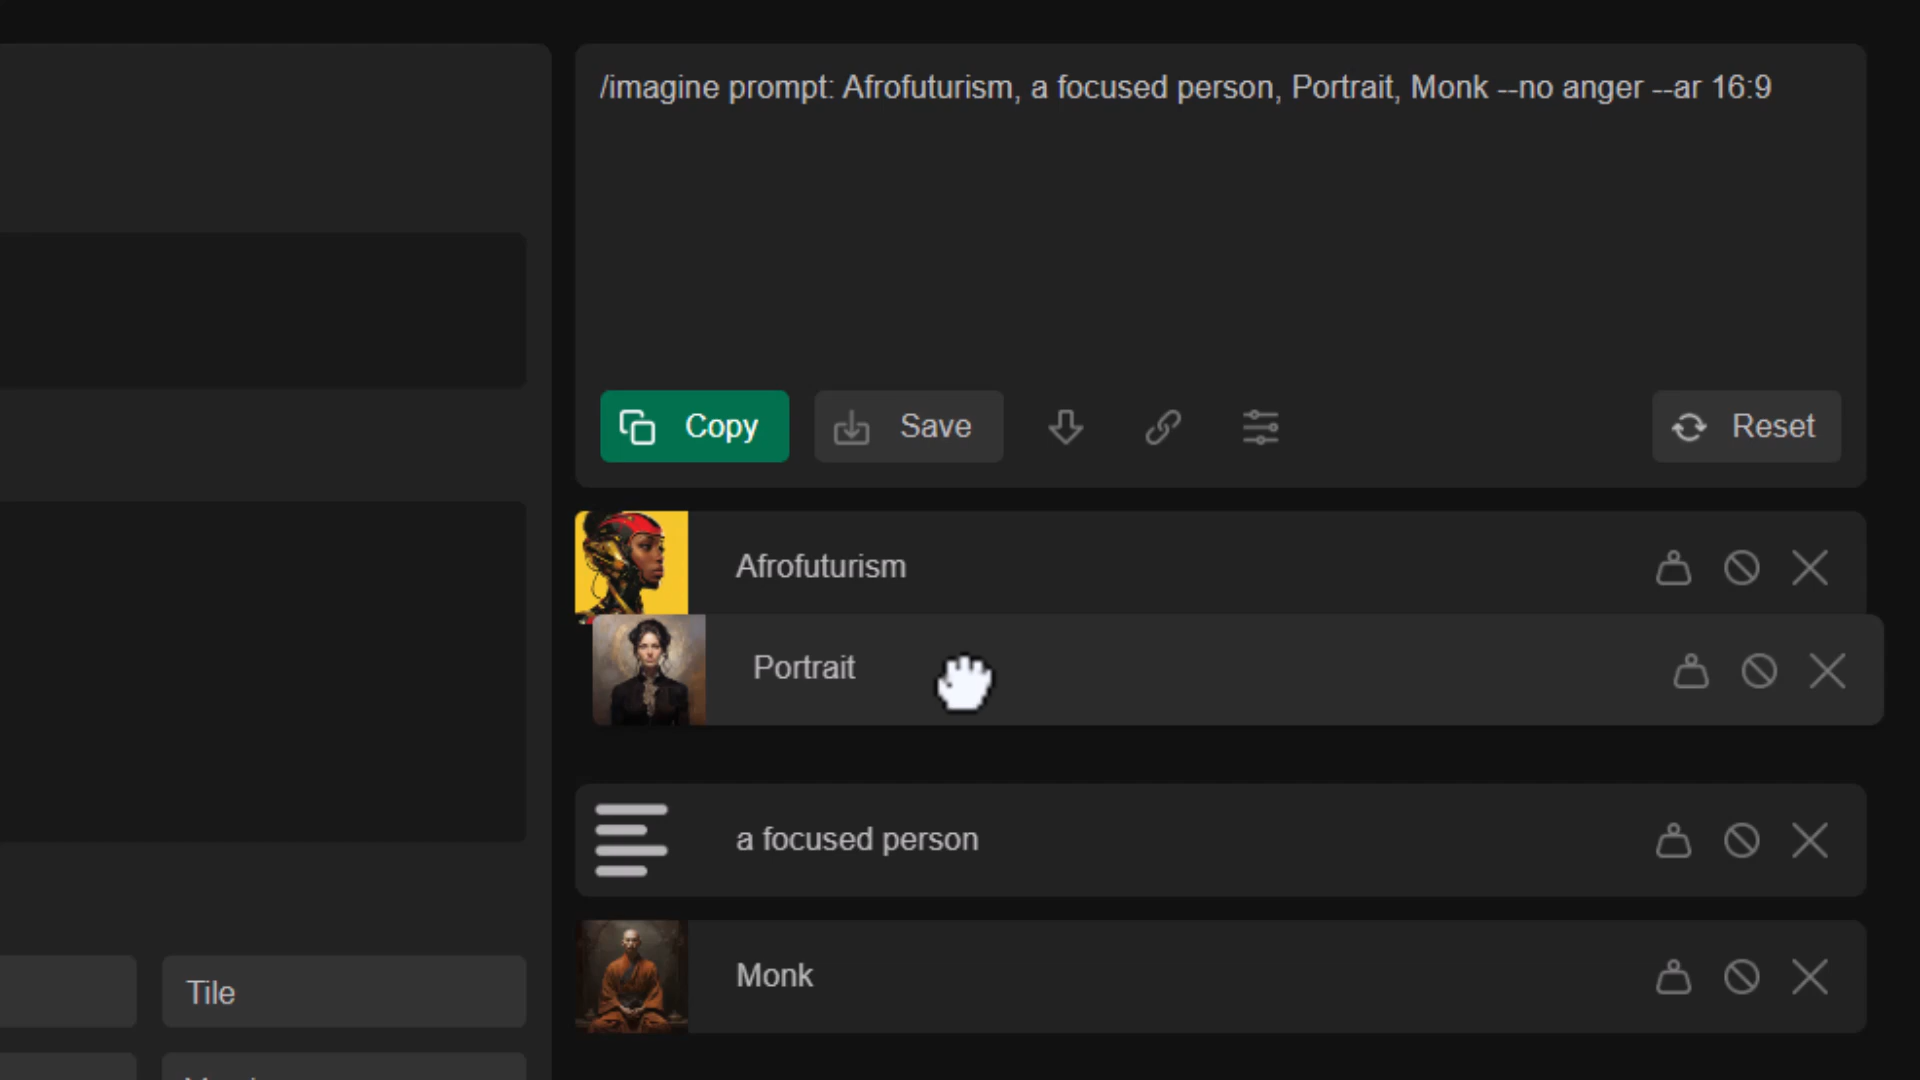 /imagine prompt: Afrofuturism, a focused person, Portrait, Monk --no anger --ar 16:9
Copy
Save
Reset
Afrofuturism
Portrait
a focused person
Monk
Tile